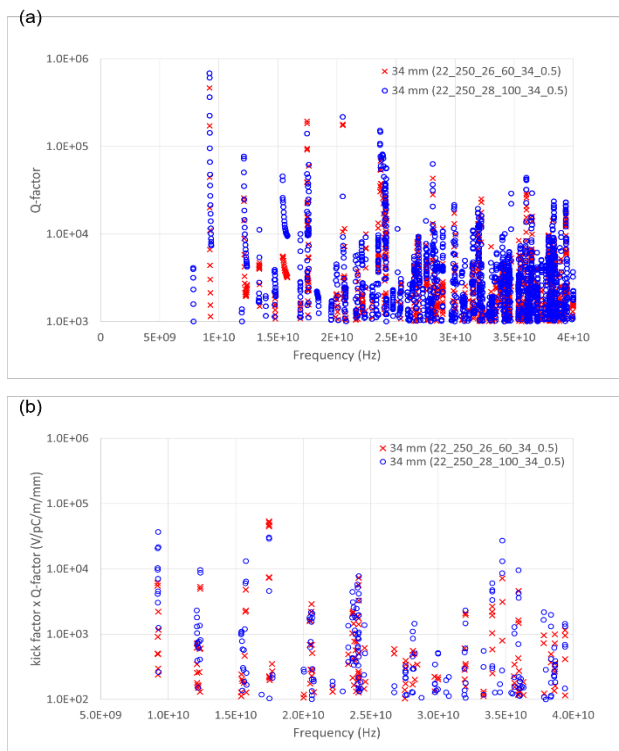 (a)
1.0E+06
× 34 mm (22_250_26_60_34_0.5)
○ 34 mm (22_250_28_100_34_0.5)
1.0E+05
Q-factor
1.0E+04
1.0E+03
0 5E+09 1E+10 1.5E+10 2E+10 2.5E+10 3E+10 3.5E+10 4E+10
Frequency (Hz)
(b)
1.0E+06
× 34 mm (22_250_26_60_34_0.5)
○ 34 mm (22_250_28_100_34_0.5)
1.0E+05
kick factor x Q-factor (V/pC/m/mm)
1.0E+04
1.0E+03
1.0E+02
5.0E+09 1.0E+10 1.5E+10 2.0E+10 2.5E+10 3.0E+10 3.5E+10 4.0E+10
Frequency (Hz)